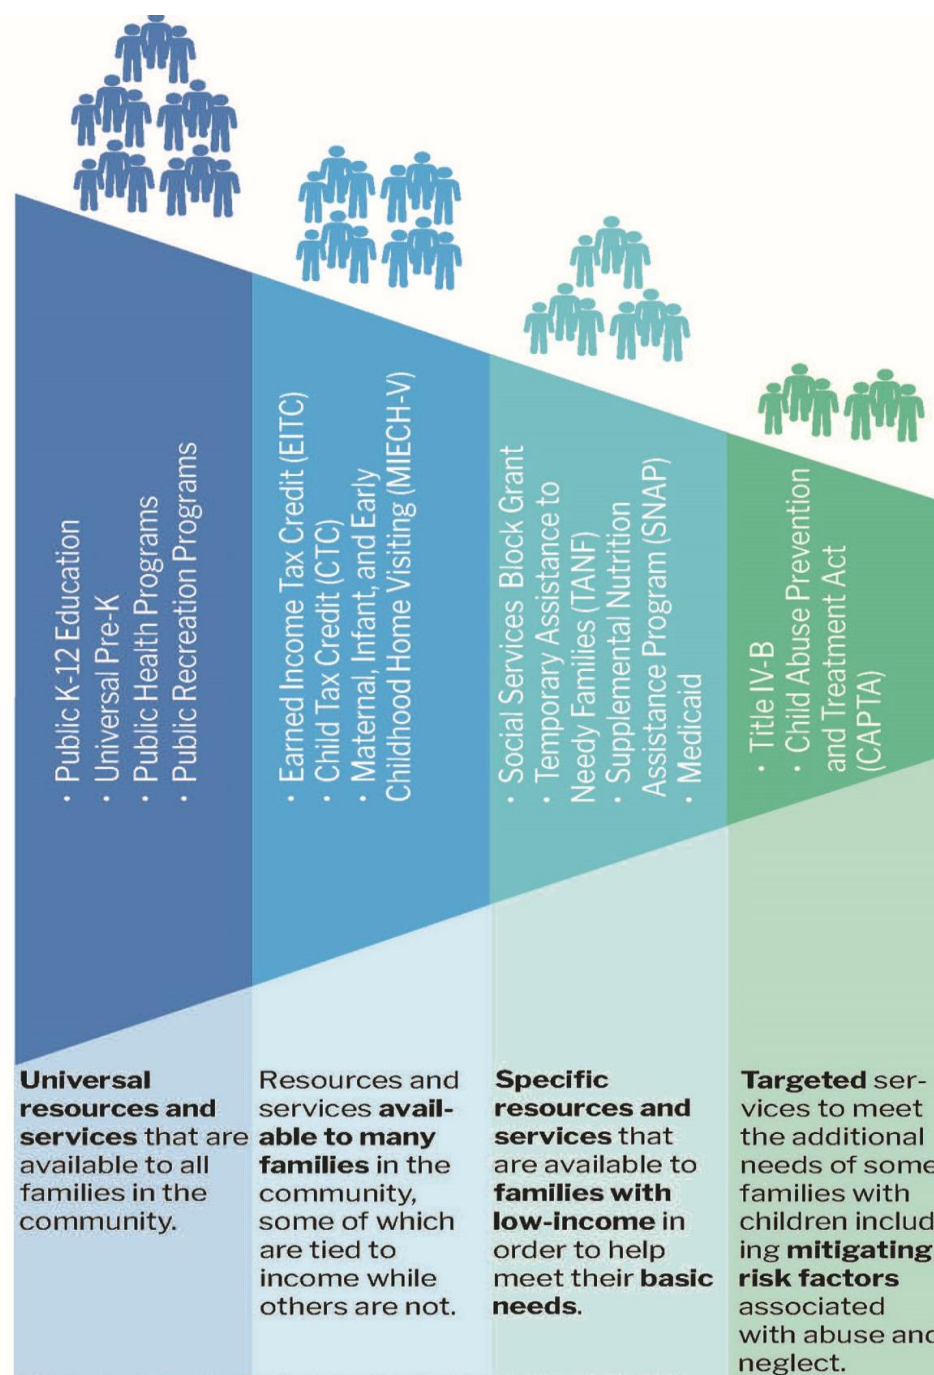 · Public K-12 Education
· Universal Pre-K
· Public Health Programs
· Public Recreation Programs
· Earned Income Tax Credit (EITC)
· Child Tax Credit (CTC)
· Maternal, Infant, and Early
Childhood Home Visiting (MIECH-V)
· Social Services Block Grant
· Temporary Assistance to
Needy Families (TANF)
· Supplemental Nutrition
Assistance Program (SNAP)
· Medicaid
· Title IV-B
· Child Abuse Prevention
and Treatment Act
(CAPTA)
Universal
resources and
services that are
available to all
families in the
community.
Resources and
services avail-
able to many
families in the
community,
some of which
are tied to
income while
others are not.
Specific
resources and
services that
are available to
families with
low-income in
order to help
meet their basic
needs.
Targeted ser-
vices to meet
the additional
needs of some
families with
children includ
ing mitigating
risk factors
associated
with abuse and
neglect.